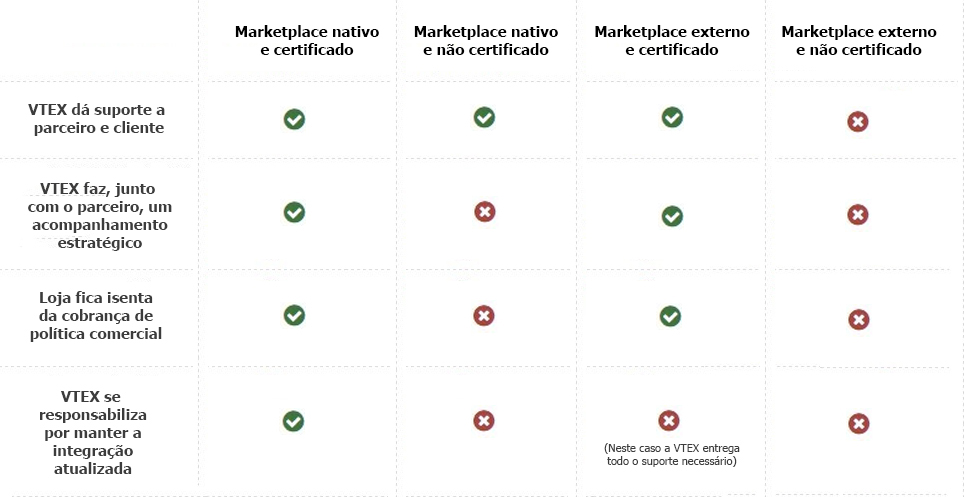 Marketplace nativo
e certificado
Marketplace nativo
e não certificado
Marketplace externo
e certificado
Marketplace externo
e não certificado
VTEX dá suporte a
parceiro e cliente
VTEX faz, junto
com o parceiro, um
acompanhamento
estratégico
Loja fica isenta
da cobrança de
política comercial
VTEX se
responsabiliza
por manter a
integração
atualizada
(Neste caso a VTEX entrega
todo o suporte necessário)